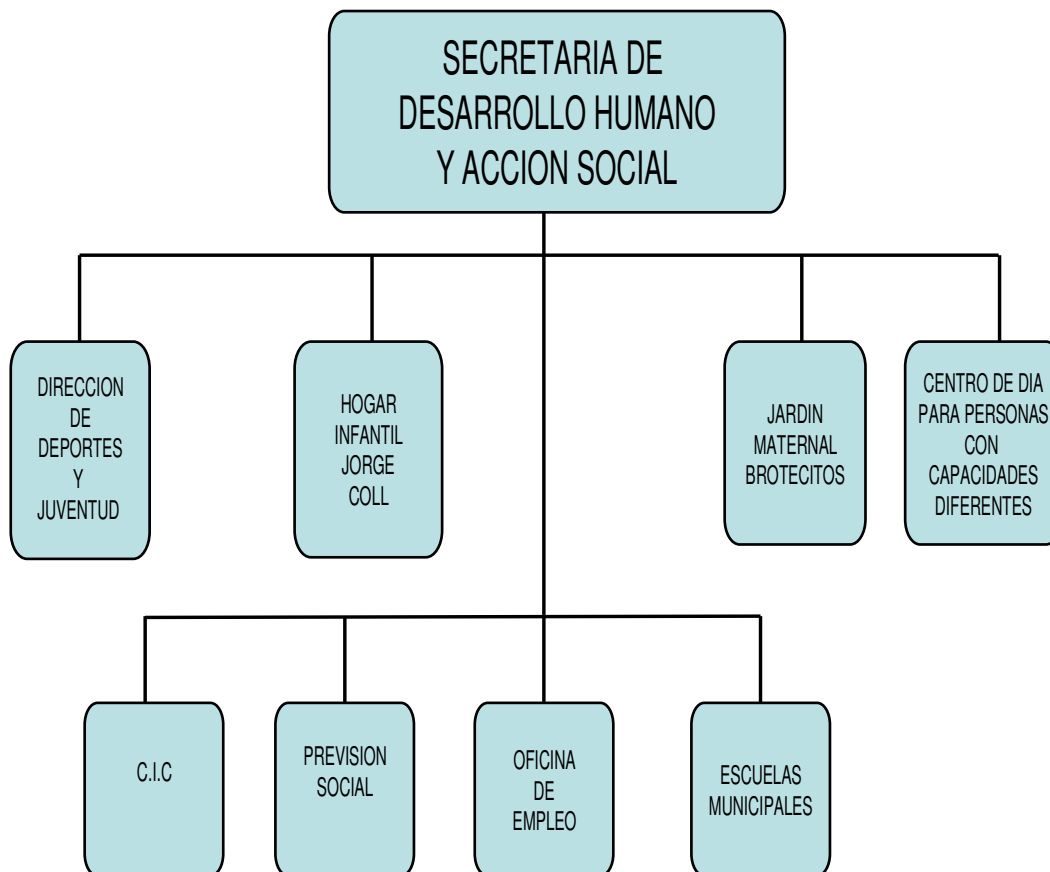 SECRETARIA DE
DESARROLLO HUMANO
Y ACCION SOCIAL
DIRECCION
DE
DEPORTES
Y
JUVENTUD
HOGAR
INFANTIL
JORGE
COLL
JARDIN
MATERNAL
BROTECITOS
CENTRO DE DIA
PARA PERSONAS
CON
CAPACIDADES
DIFERENTES
C.I.C
PREVISION
SOCIAL
OFICINA
DE
EMPLEO
ESCUELAS
MUNICIPALES